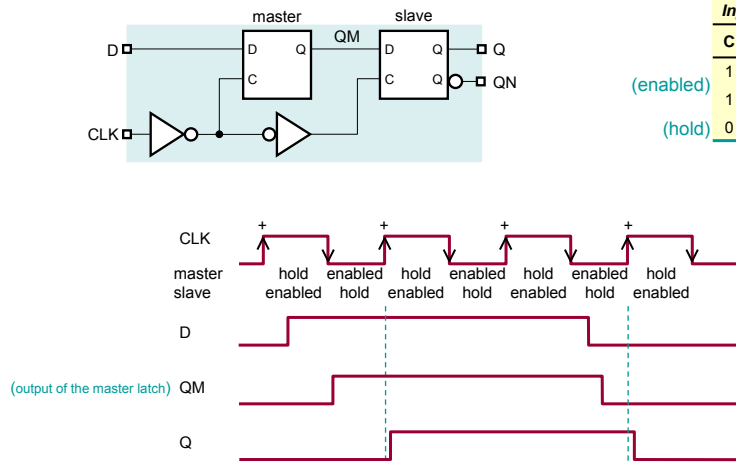 master slave
D D Q QM D Q Q
C C Q QN
CLK
In
C
(enabled) 1
1
(hold) 0
CLK + + + +
master hold enabled hold enabled hold enabled hold
slave enabled hold enabled hold enabled hold enabled
D
(output of the master latch) QM
Q